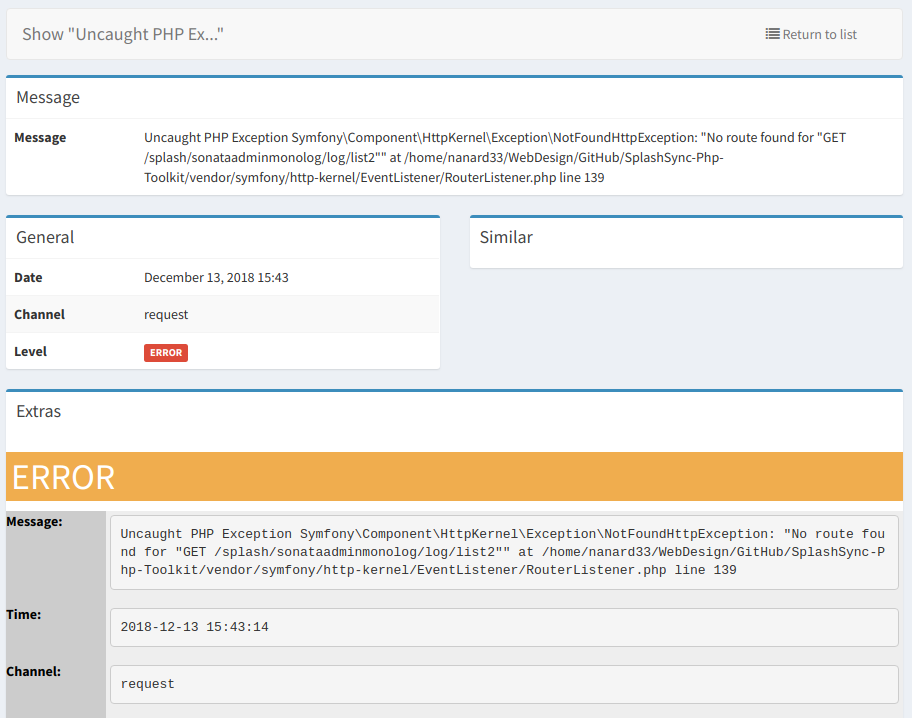 Show "Uncaught PHP Ex..."
Return to list
Message
Message
Uncaught PHP Exception Symfony\Component\HttpKernel\Exception\NotFoundHttpException: "No route found for "GET
/splash/sonataadminmonolog/log/list2"" at /home/nanard33/WebDesign/GitHub/SplashSync-Php-
Toolkit/vendor/symfony/http-kernel/EventListener/RouterListener.php line 139
General
Similar
Date
December 13, 2018 15:43
Channel
request
Level
ERROR
Extras
ERROR
Message:
Uncaught PHP Exception Symfony\Component\HttpKernel\Exception\NotFoundHttpException: "No route fou
nd for "GET /splash/sonataadminmonolog/log/list2"" at /home/nanard33/WebDesign/GitHub/SplashSync-P
hp-Toolkit/vendor/symfony/http-kernel/EventListener/RouterListener.php line 139
Time:
2018-12-13 15:43:14
Channel:
request